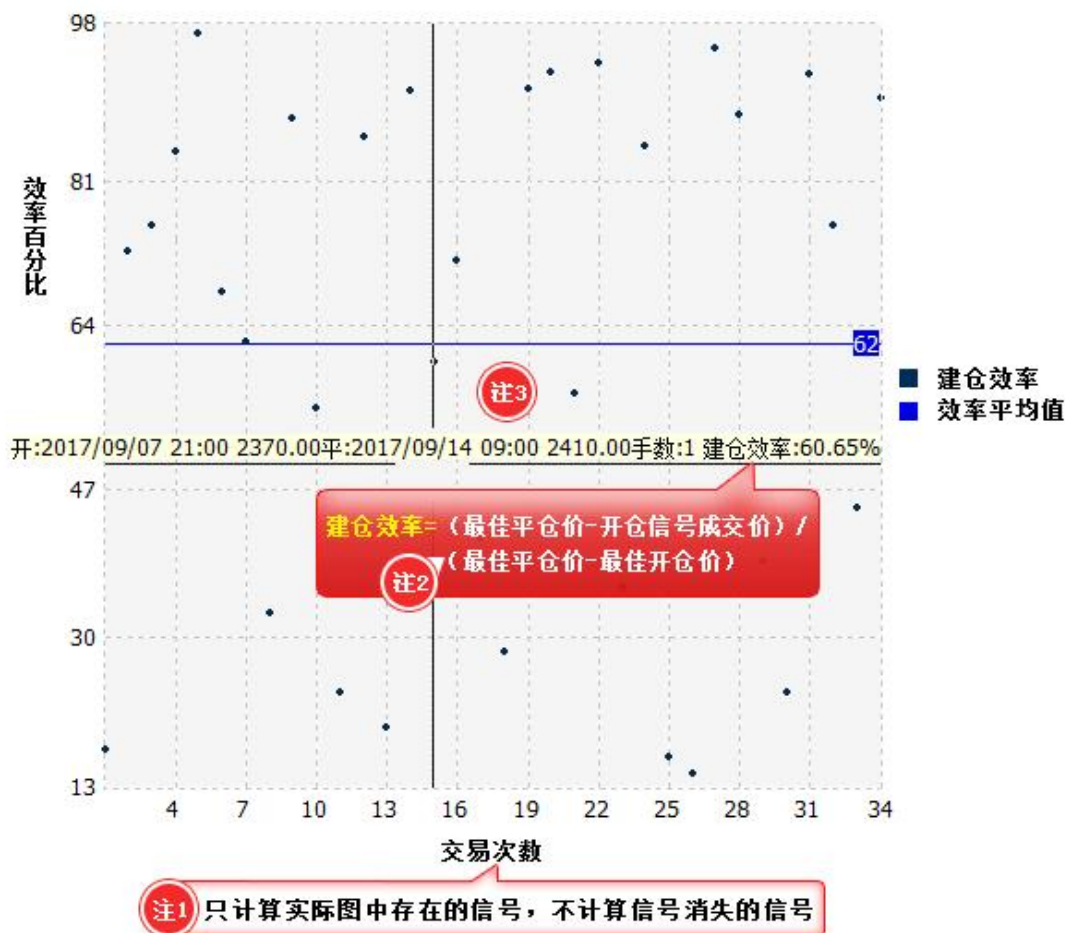 98
81
效率百分比
64
62
建仓效率
效率平均值
注3
开:2017/09/07 21:00 2370.00平:2017/09/14 09:00 2410.00手数:1 建仓效率:60.65%
47
建仓效率=（最佳平仓价-开仓信号成交价）/
（最佳平仓价-最佳开仓价）
注2
30
13
4 7 10 13 16 19 22 25 28 31 34
交易次数
注1 只计算实际图中存在的信号，不计算信号消失的信号